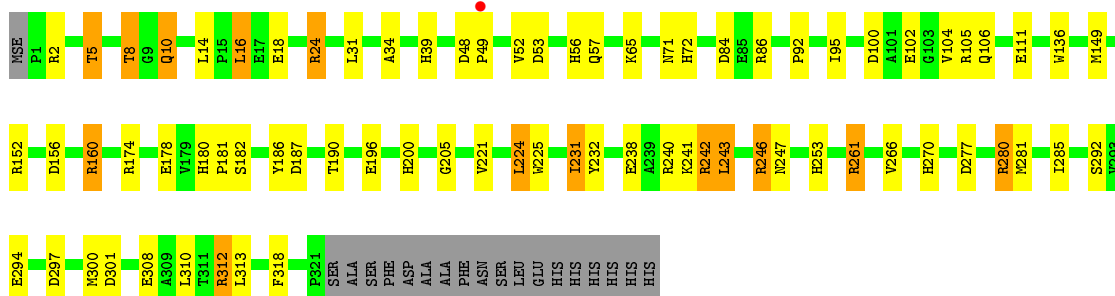 MSE P1 R2 T5 T8 G9 Q10 L14 P15 L16 E17 E18 R24 L31 A34 H39 D48 P49 V52 D53 H56 Q57 K65 N71 H72 D84 E85 R86 P92 I95 D100 A101 E102 G103 V104 R105 Q106 E111 W136 M149
R152 D156 R160 R174 E178 V179 H180 P181 S182 Y186 D187 T190 E196 H200 G205 V221 L224 W225 I231 Y232 E238 A239 R240 K241 R242 L243 R246 N247 H253 R261 V266 H270 D277 R280 M281 I285 S292 V293
E294 D297 M300 D301 E308 A309 L310 T311 R312 L313 F318 P321 SER ALA SER PHE ASP ALA ALA PHE ASN SER LEU GLU HIS HIS HIS HIS HIS HIS